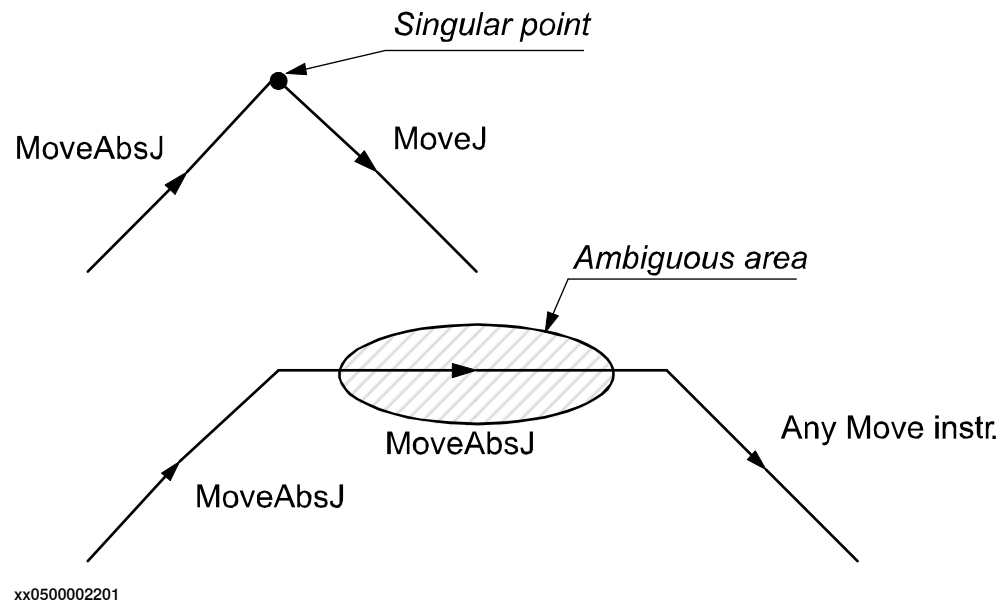 Singular point
MoveAbsJ
MoveJ
Ambiguous area
MoveAbsJ
Any Move instr.
MoveAbsJ
xx0500002201